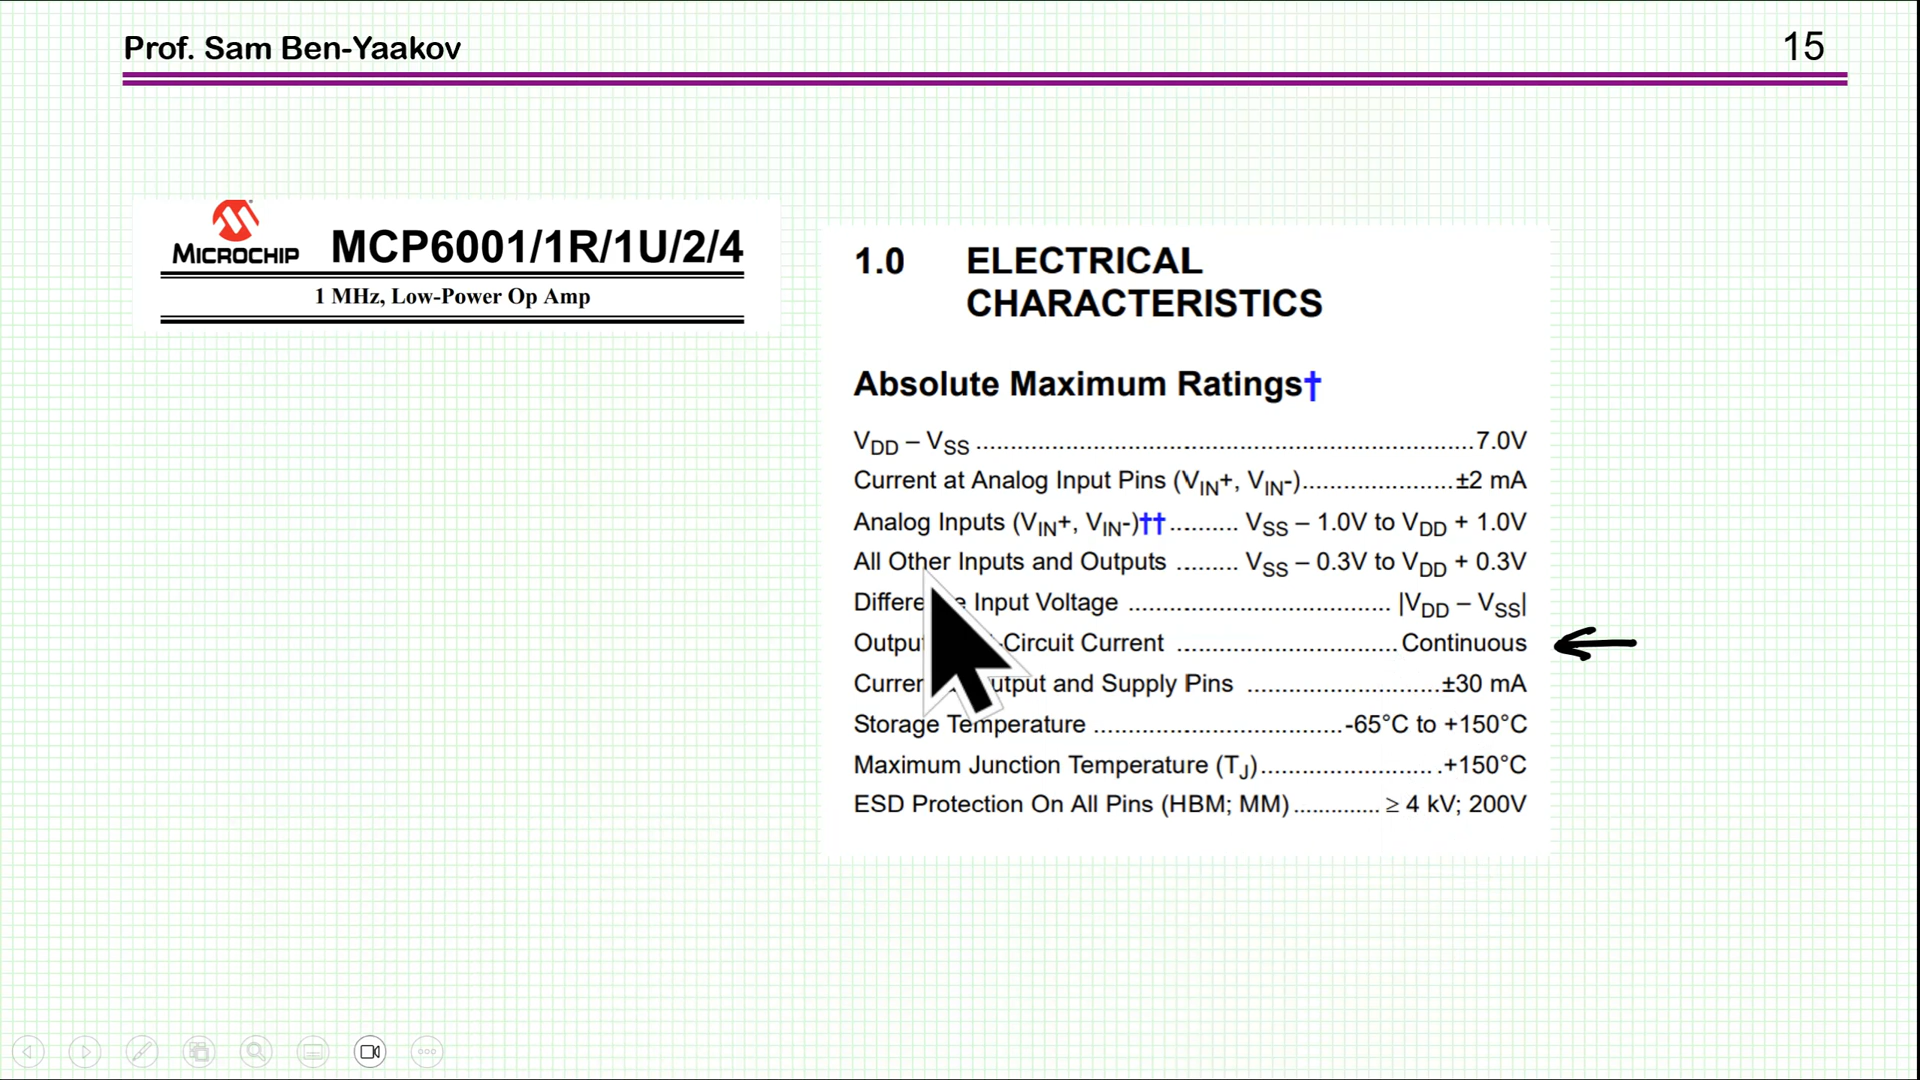 Prof. Sam Ben-Yaakov
15
MICROCHIP
MCP6001/1R/1U/2/4
1 MHz, Low-Power Op Amp
1.0 ELECTRICAL
CHARACTERISTICS
Absolute Maximum Ratings†
VDD – VSS ........................................................................7.0V
Current at Analog Input Pins (VIN+, VIN-)......................±2 mA
Analog Inputs (VIN+, VIN-)†† .......... VSS – 1.0V to VDD + 1.0V
All Other Inputs and Outputs ......... VSS – 0.3V to VDD + 0.3V
Input Voltage ...................................... |VDD – VSS|
Circuit Current ................................Continuous
and Supply Pins ............................±30 mA
Storage Temperature ....................................-65°C to +150°C
Maximum Junction Temperature (TJ)......................... .+150°C
ESD Protection On All Pins (HBM; MM) .............. ≥ 4 kV; 200V